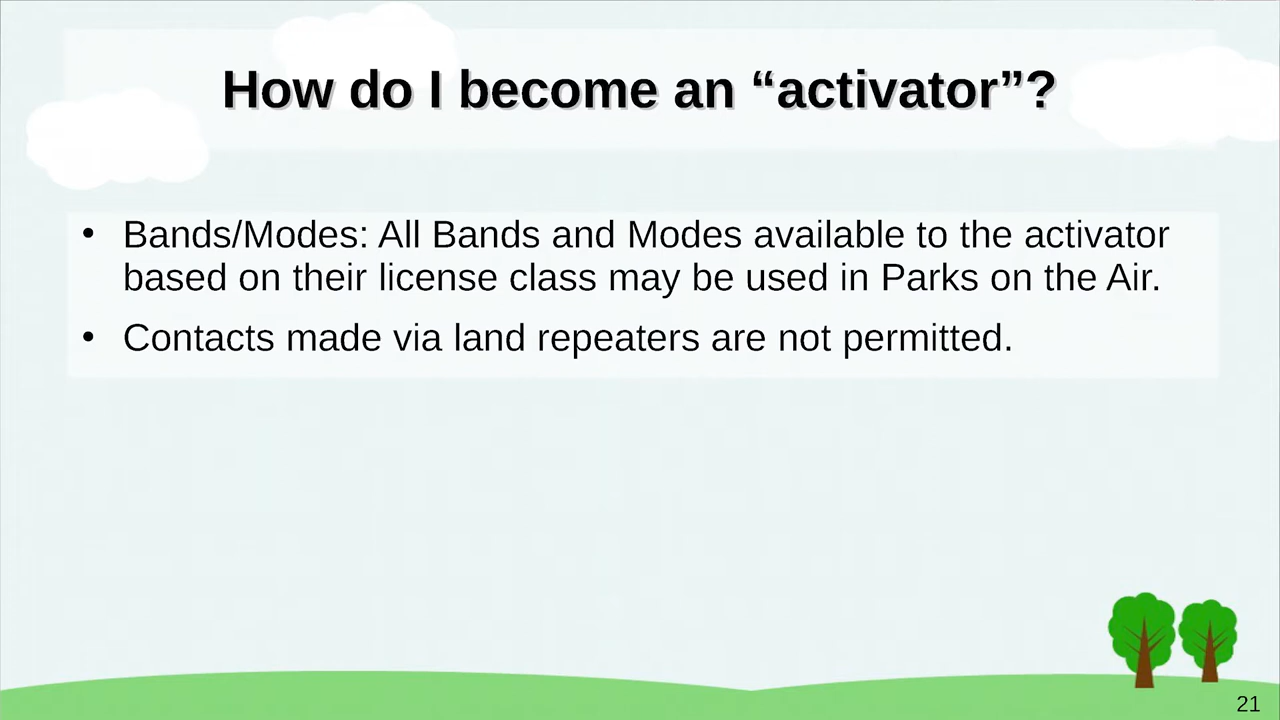 How do I become an “activator”?
• Bands/Modes: All Bands and Modes available to the activator
based on their license class may be used in Parks on the Air.
• Contacts made via land repeaters are not permitted.
21